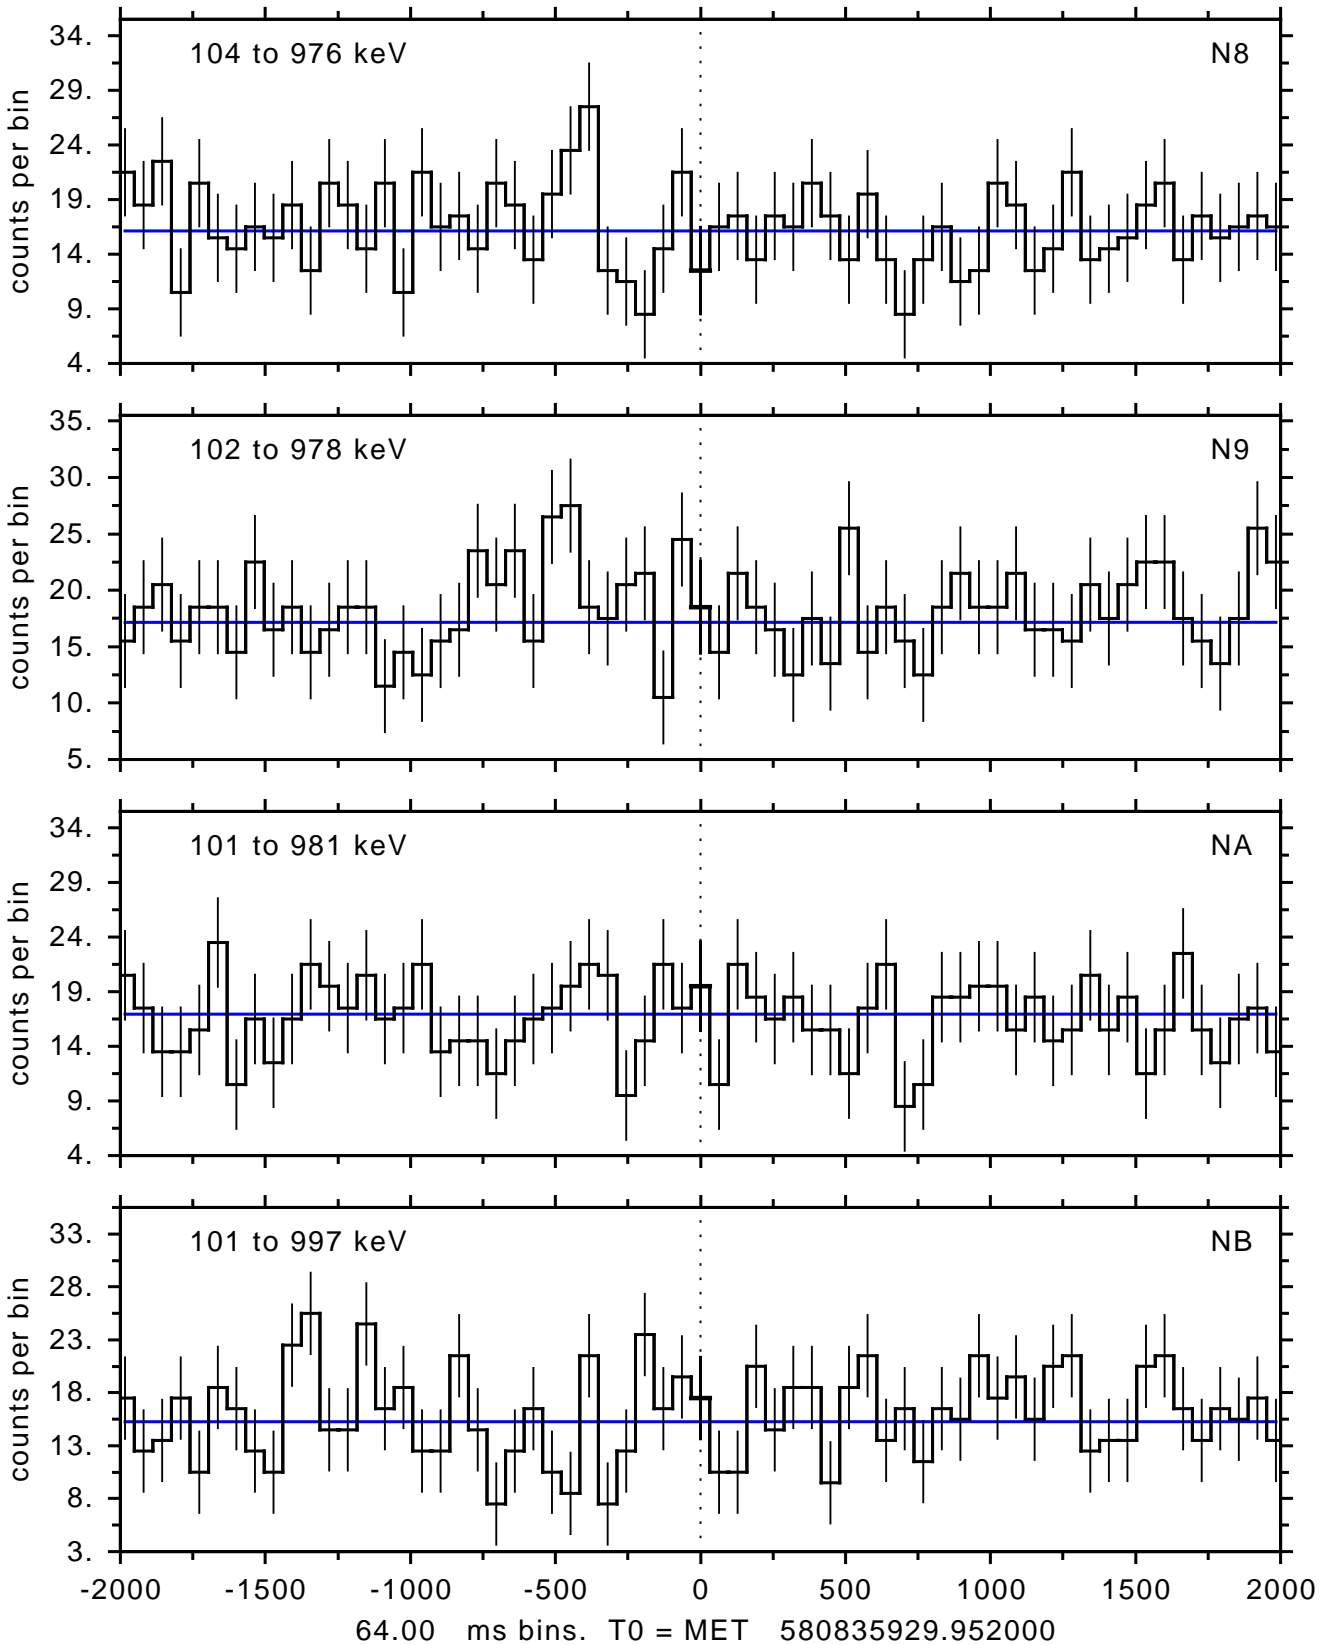 104 to 976 keV N8
34.
29.
24.
19.
14.
9.
4.
counts per bin
102 to 978 keV N9
35.
30.
25.
20.
15.
10.
5.
counts per bin
101 to 981 keV NA
34.
29.
24.
19.
14.
9.
4.
counts per bin
101 to 997 keV NB
33.
28.
23.
18.
13.
8.
3.
counts per bin
-2000 -1500 -1000 -500 0 500 1000 1500 2000
64.00 ms bins. T0 = MET 580835929.952000